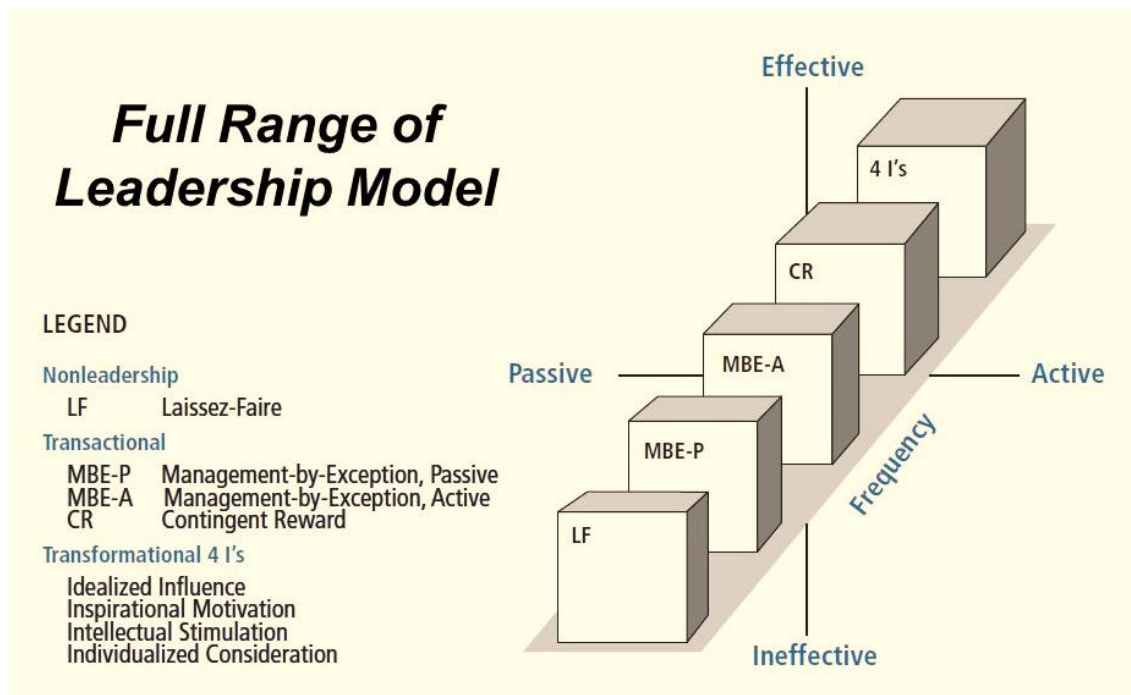 Full Range of
Leadership Model
LEGEND
Nonleadership
LF Laissez-Faire
Transactional
MBE-P Management-by-Exception, Passive
MBE-A Management-by-Exception, Active
CR Contingent Reward
Transformational 4 I's
Idealized Influence
Inspirational Motivation
Intellectual Stimulation
Individualized Consideration
Effective
4 I's
CR
Passive
MBE-A
Active
MBE-P
Frequency
LF
Ineffective